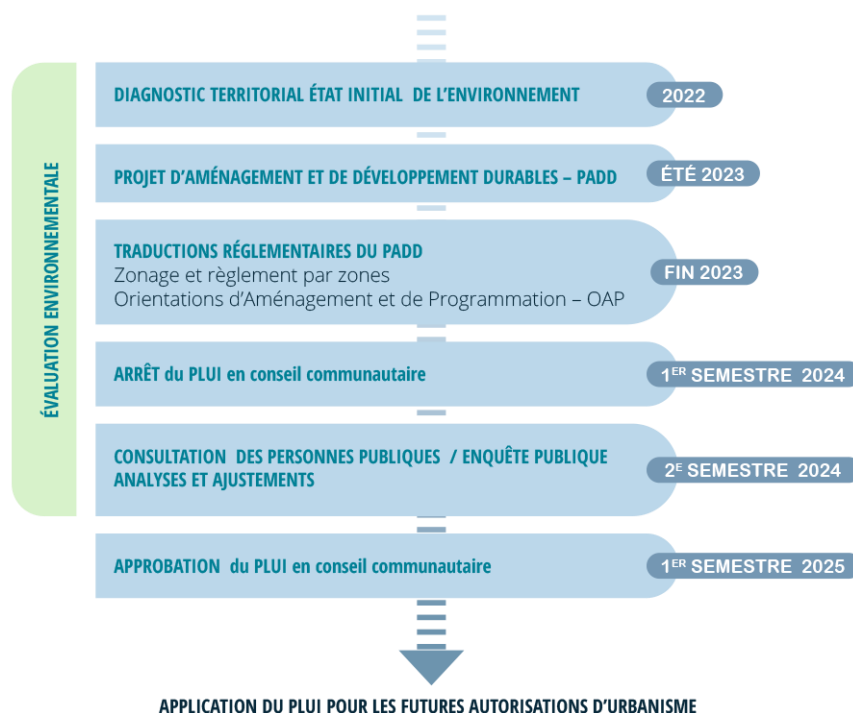 ÉVALUATION ENVIRONNEMENTALE
DIAGNOSTIC TERRITORIAL ÉTAT INITIAL DE L'ENVIRONNEMENT
2022
PROJET D'AMÉNAGEMENT ET DE DÉVELOPPEMENT DURABLES – PADD
ÉTÉ 2023
TRADUCTIONS RÉGLEMENTAIRES DU PADD
Zonage et règlement par zones
Orientations d'Aménagement et de Programmation – OAP
FIN 2023
ARRÊT du PLUI en conseil communautaire
1ER SEMESTRE 2024
CONSULTATION DES PERSONNES PUBLIQUES / ENQUÊTE PUBLIQUE
ANALYSES ET AJUSTEMENTS
2E SEMESTRE 2024
APPROBATION du PLUI en conseil communautaire
1ER SEMESTRE 2025
APPLICATION DU PLUI POUR LES FUTURES AUTORISATIONS D'URBANISME